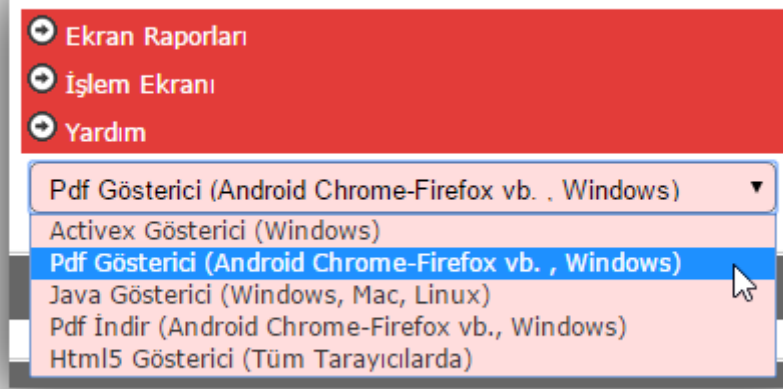 Ekran Raporları
İşlem Ekranı
Yardım
Pdf Gösterici (Android Chrome-Firefox vb. , Windows)
Activex Gösterici (Windows)
Pdf Gösterici (Android Chrome-Firefox vb. , Windows)
Java Gösterici (Windows, Mac, Linux)
Pdf İndir (Android Chrome-Firefox vb., Windows)
Html5 Gösterici (Tüm Tarayıcılarda)